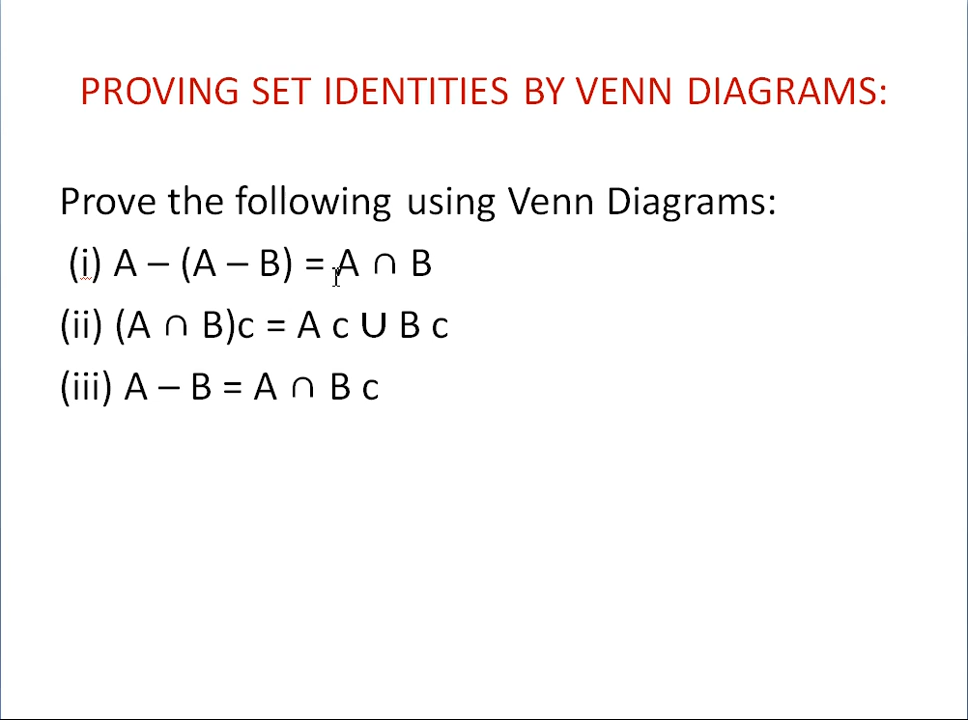 PROVING SET IDENTITIES BY VENN DIAGRAMS:
Prove the following using Venn Diagrams:
(i) A – (A – B) = A ∩ B
(ii) (A ∩ B)c = A c ∪ B c
(iii) A – B = A ∩ B c